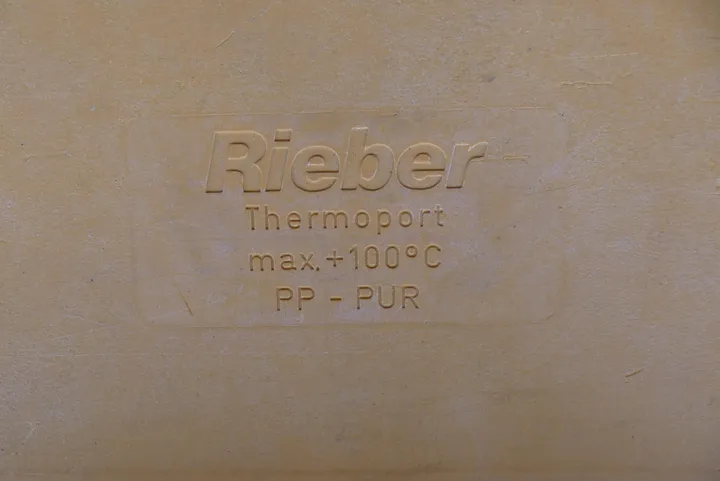 Rieber
Thermoport
max.+100°C
PP - PUR